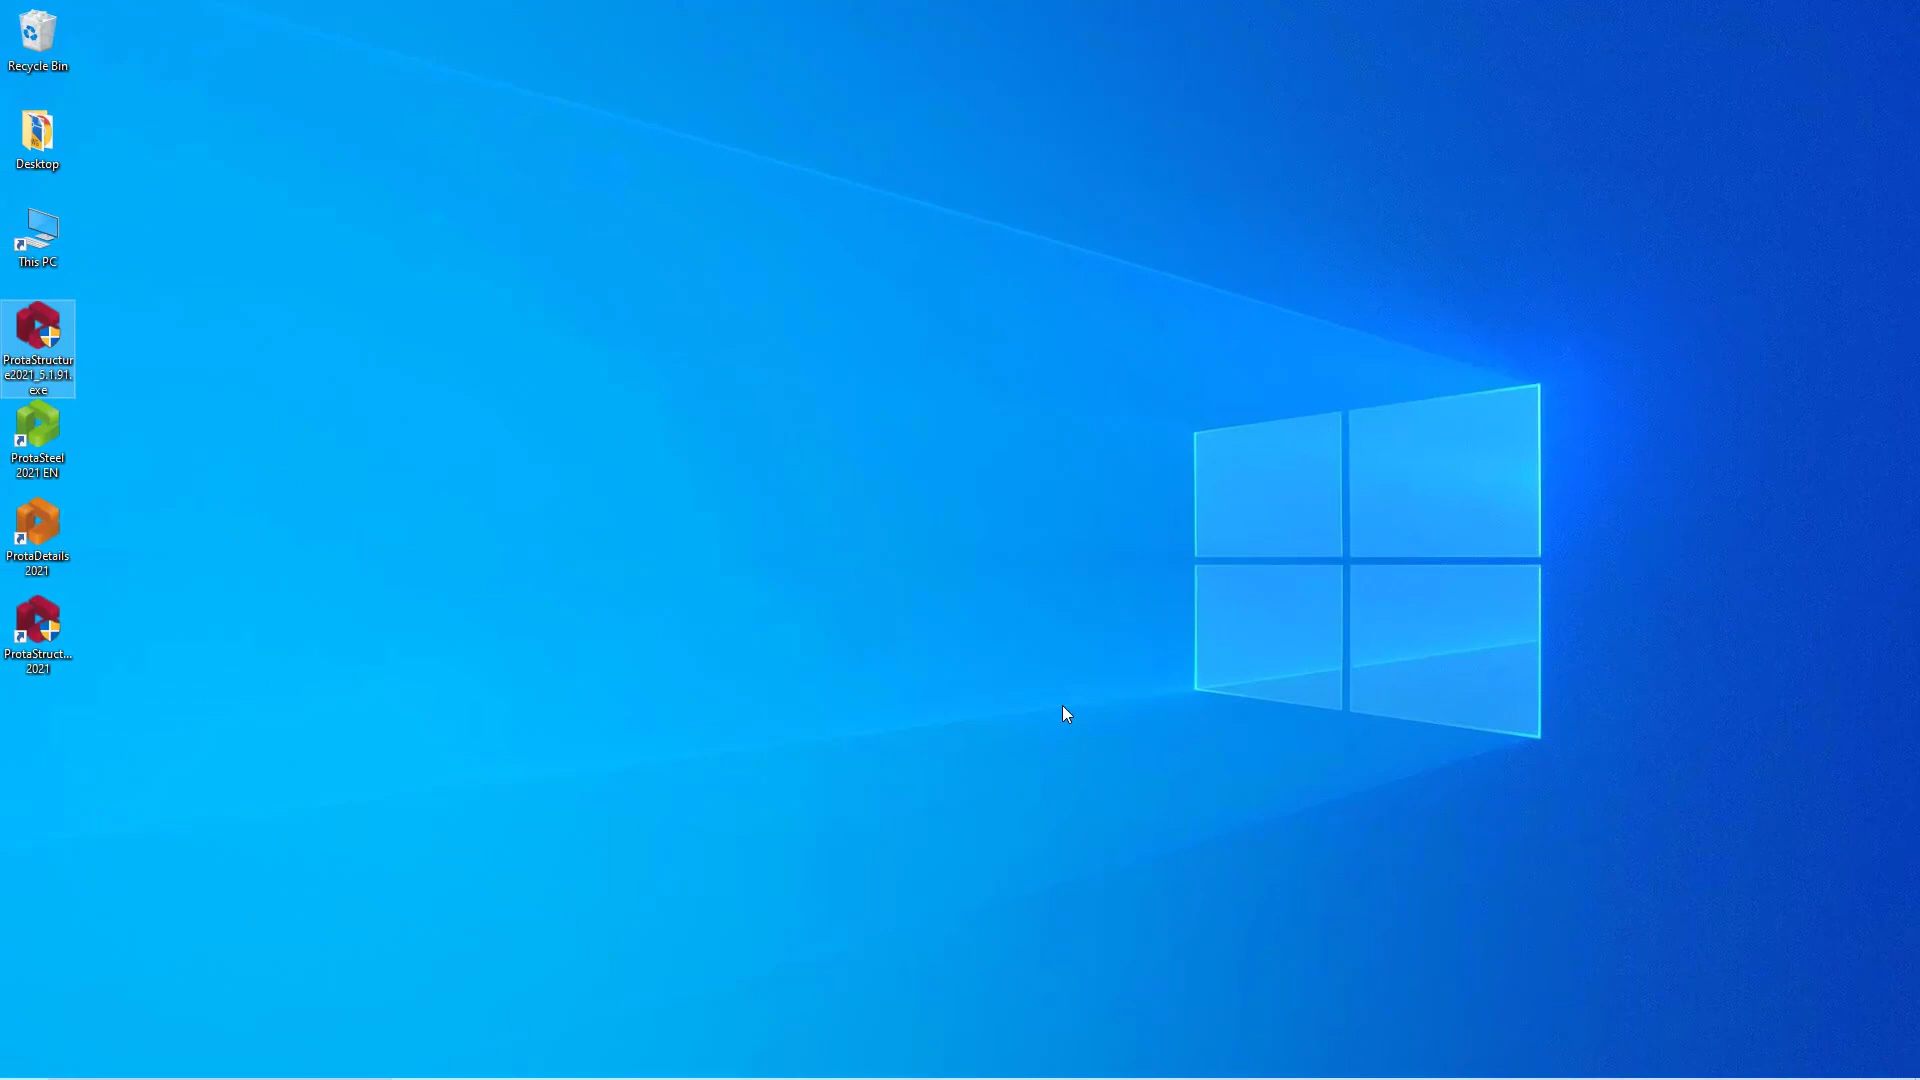 Recycle Bin
Desktop
This PC
ProtaStructur
e2021_5.1.91.
exe
ProtaSteel
2021 EN
ProtaDetails
2021
ProtaStruct...
2021